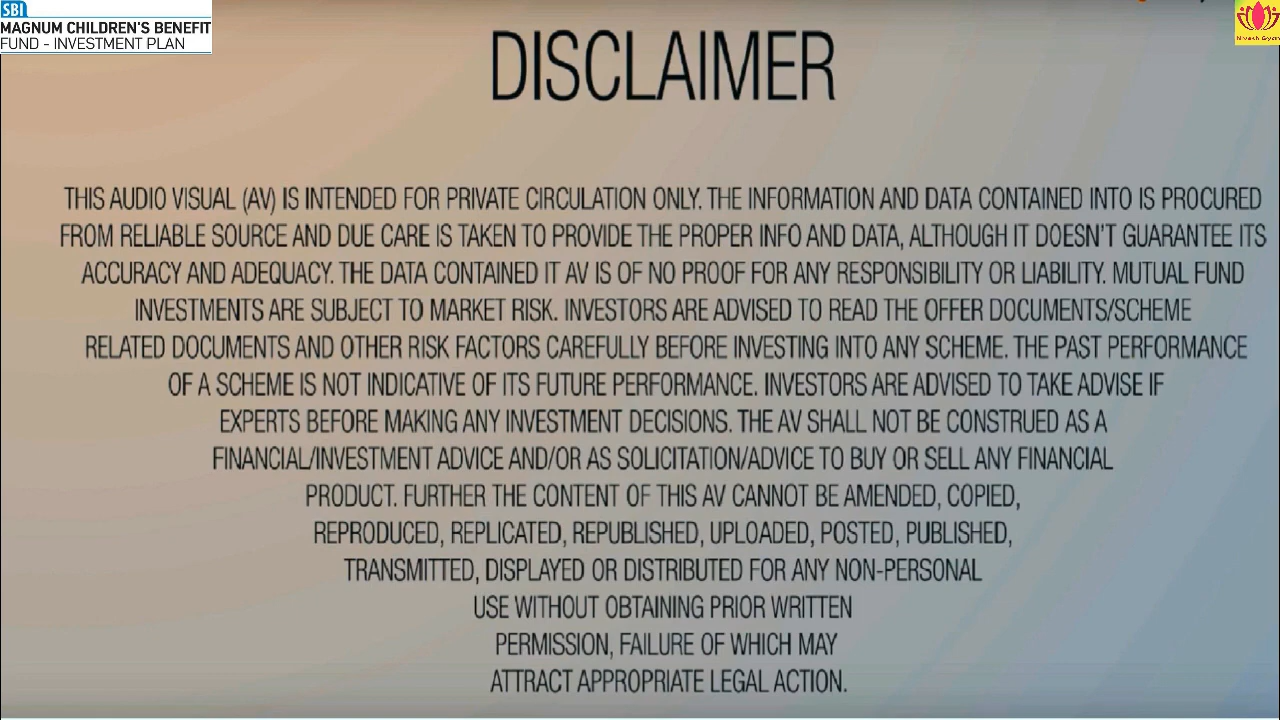 SBI
MAGNUM CHILDREN'S BENEFIT
FUND - INVESTMENT PLAN
Nivesh Gyan
DISCLAIMER
THIS AUDIO VISUAL (AV) IS INTENDED FOR PRIVATE CIRCULATION ONLY. THE INFORMATION AND DATA CONTAINED INTO IS PROCURED
FROM RELIABLE SOURCE AND DUE CARE IS TAKEN TO PROVIDE THE PROPER INFO AND DATA, ALTHOUGH IT DOESN'T GUARANTEE ITS
ACCURACY AND ADEQUACY. THE DATA CONTAINED IT AV IS OF NO PROOF FOR ANY RESPONSIBILITY OR LIABILITY. MUTUAL FUND
INVESTMENTS ARE SUBJECT TO MARKET RISK. INVESTORS ARE ADVISED TO READ THE OFFER DOCUMENTS/SCHEME
RELATED DOCUMENTS AND OTHER RISK FACTORS CAREFULLY BEFORE INVESTING INTO ANY SCHEME. THE PAST PERFORMANCE
OF A SCHEME IS NOT INDICATIVE OF ITS FUTURE PERFORMANCE. INVESTORS ARE ADVISED TO TAKE ADVISE IF
EXPERTS BEFORE MAKING ANY INVESTMENT DECISIONS. THE AV SHALL NOT BE CONSTRUED AS A
FINANCIAL/INVESTMENT ADVICE AND/OR AS SOLICITATION/ADVICE TO BUY OR SELL ANY FINANCIAL
PRODUCT. FURTHER THE CONTENT OF THIS AV CANNOT BE AMENDED, COPIED,
REPRODUCED, REPLICATED, REPUBLISHED, UPLOADED, POSTED, PUBLISHED,
TRANSMITTED, DISPLAYED OR DISTRIBUTED FOR ANY NON-PERSONAL
USE WITHOUT OBTAINING PRIOR WRITTEN
PERMISSION, FAILURE OF WHICH MAY
ATTRACT APPROPRIATE LEGAL ACTION.